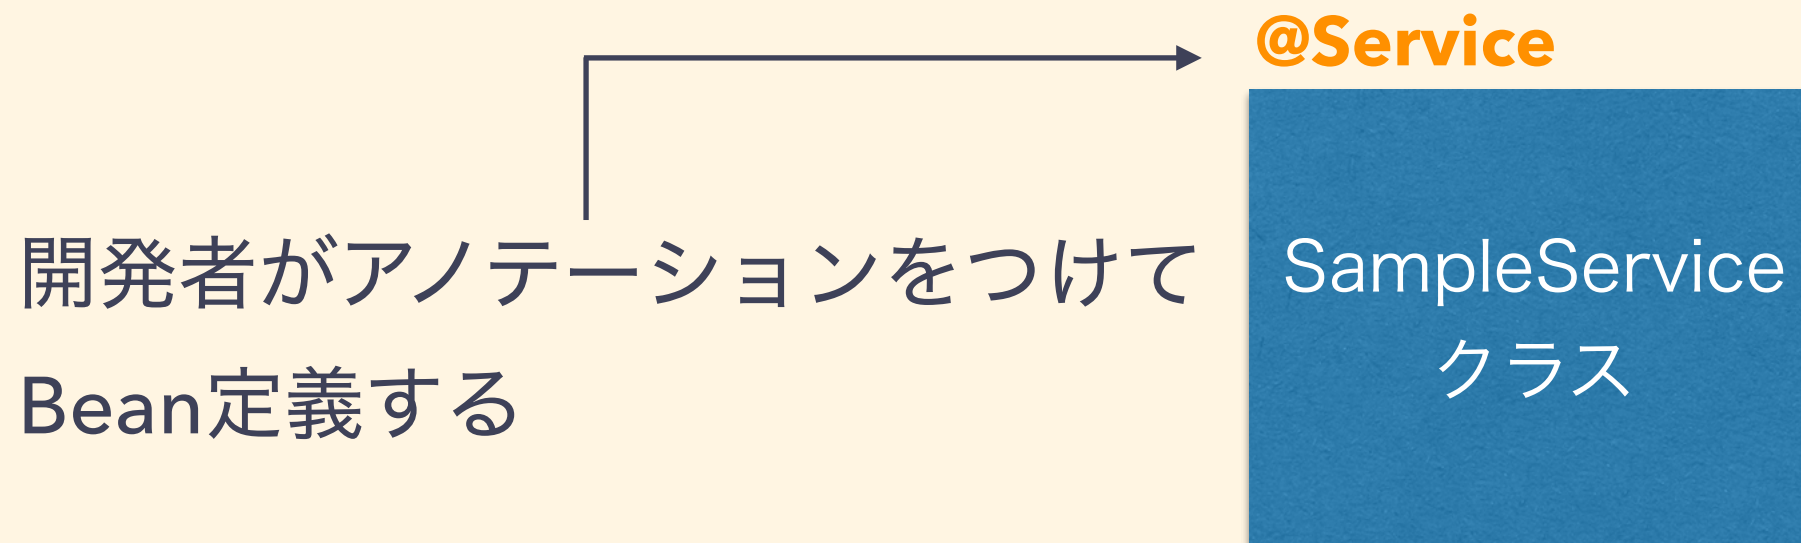 @Service
開発者がアノテーションをつけて
Bean定義する
SampleService
クラス